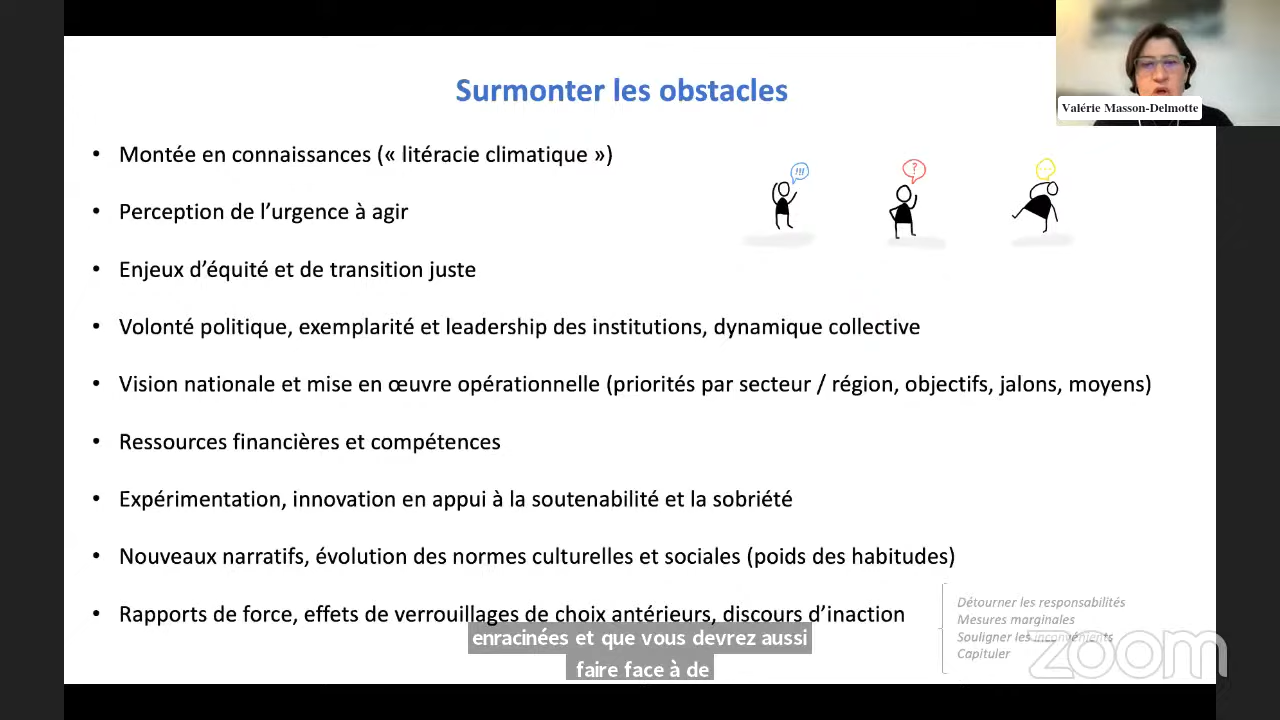 Surmonter les obstacles
Valérie Masson-Delmotte
• Montée en connaissances (« litéracie climatique »)
!!!
?
...
• Perception de l’urgence à agir
• Enjeux d’équité et de transition juste
• Volonté politique, exemplarité et leadership des institutions, dynamique collective
• Vision nationale et mise en œuvre opérationnelle (priorités par secteur / région, objectifs, jalons, moyens)
• Ressources financières et compétences
• Expérimentation, innovation en appui à la soutenabilité et la sobriété
• Nouveaux narratifs, évolution des normes culturelles et sociales (poids des habitudes)
• Rapports de force, effets de verrouillages de choix antérieurs, discours d’inaction
Détourner les responsabilités
Mesures marginales
Souligner les inconvénients
Capituler
enracinées et que vous devrez aussi
faire face à de
zoom